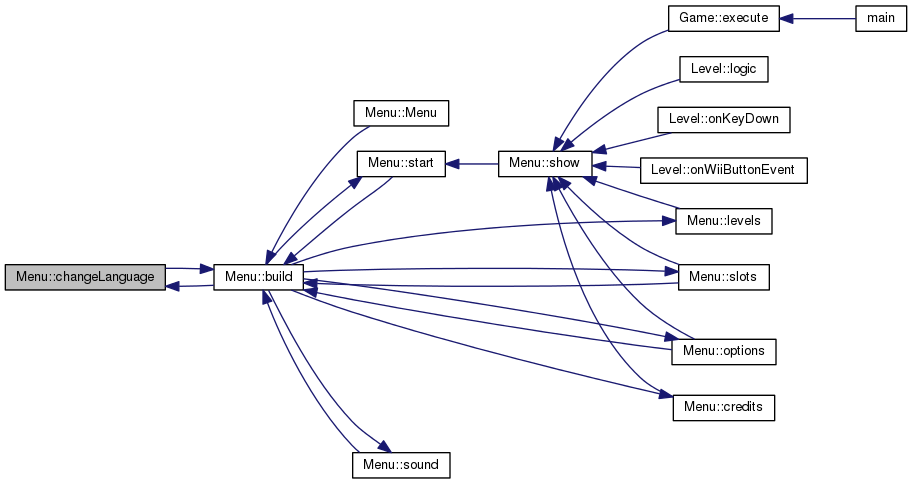 Game::execute
main
Level::logic
Menu::Menu
Level::onKeyDown
Menu::start
Menu::show
Level::onWiiButtonEvent
Menu::levels
Menu::changeLanguage
Menu::build
Menu::slots
Menu::options
Menu::credits
Menu::sound